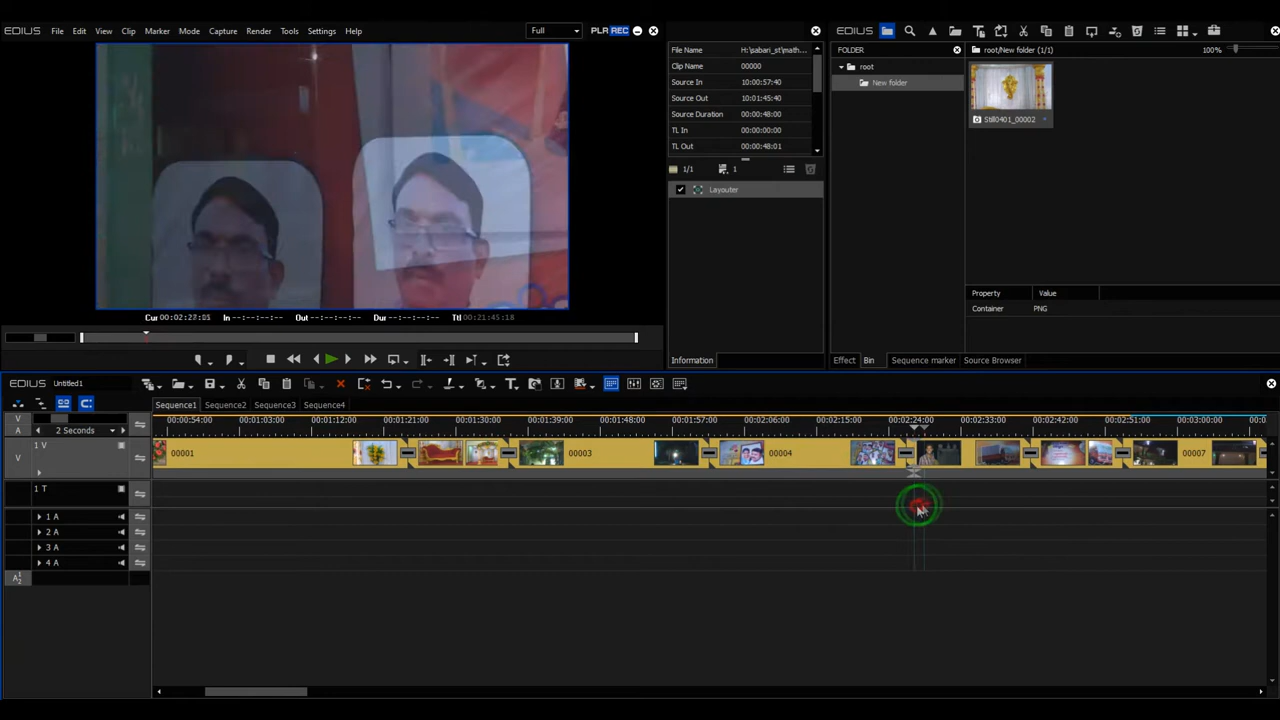 EDIUS File Edit View Clip Marker Mode Capture Render Tools Settings Help Full PLR REC
Cur 00:02:27:21 In --:--:--:-- Out --:--:--:-- Dur --:--:--:-- Ttl 00:21:45:18
File Name H:\sabari_st\math...
Clip Name 00000
Source In 10:00:57:40
Source Out 10:01:45:40
Source Duration 00:00:48:00
TL In 00:00:00:00
TL Out 00:00:48:01
1/1 1
Layouter
Information
EDIUS
FOLDER
root
New folder
root/New folder (1/1) 100%
Still0401_00002
Property Value
Container PNG
Effect Bin Sequence marker Source Browser
EDIUS Untitled1
Sequence1 Sequence2 Sequence3 Sequence4
V
A 2 Seconds
00:00:54:00 00:01:03:00 00:01:12:00 00:01:21:00 00:01:30:00 00:01:39:00 00:01:48:00 00:01:57:00 00:02:06:00 00:02:15:00 00:02:24:00 00:02:33:00 00:02:42:00 00:02:51:00 00:03:00:00 00:0
1 V
V
00001 00003 00004 00007
1 T
1 A
2 A
3 A
4 A